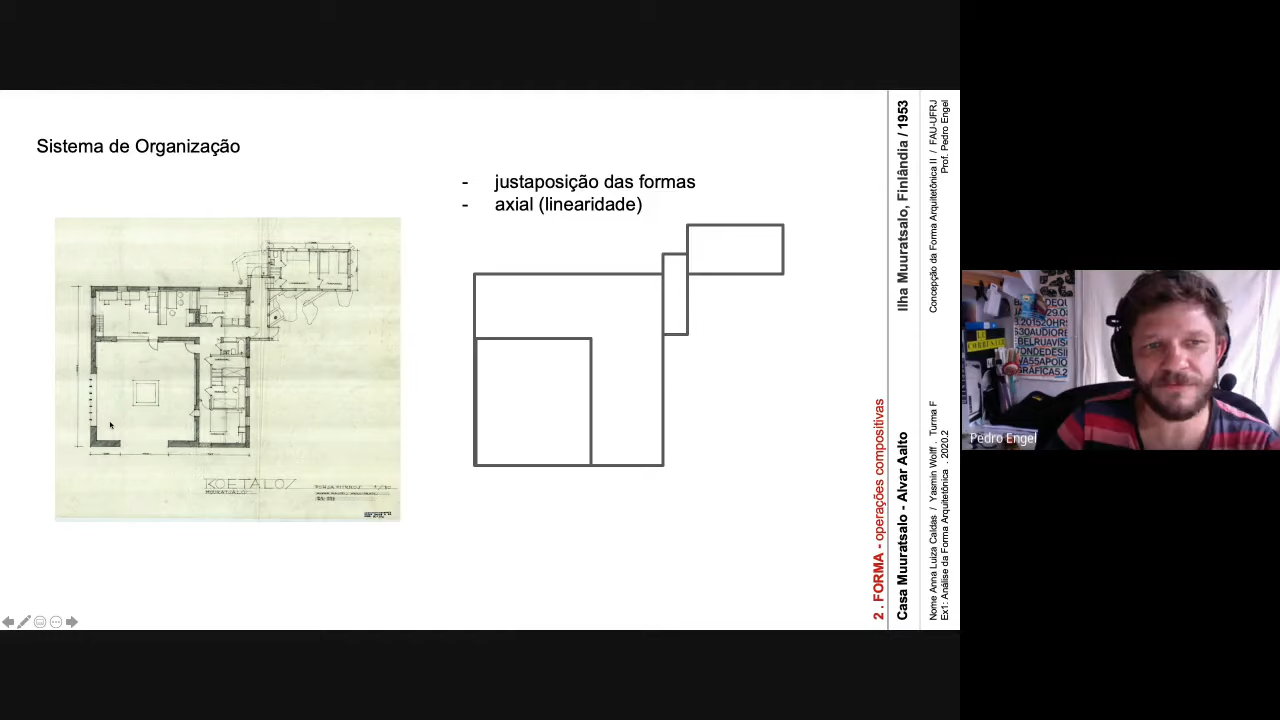 Sistema de Organização
- justaposição das formas
- axial (linearidade)
KOETALO
MUURATSALO
2 . FORMA - operações compositivas
Casa Muuratsalo - Alvar Aalto
Ilha Muuratsalo, Finlândia / 1953
Nome Anna Luiza Caldas / Yasmin Wolff . Turma F
Ex1: Análise da Forma Arquitetônica . 2020.2
Concepção da Forma Arquitetônica II / FAU-UFRJ
Prof. Pedro Engel
Pedro Engel